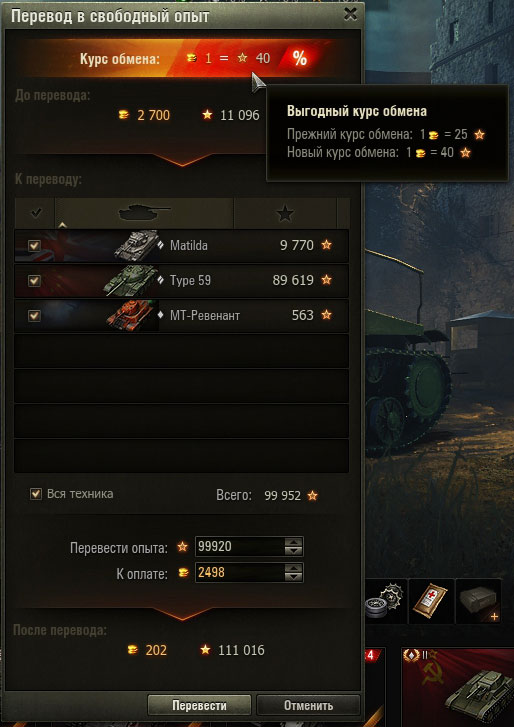 Перевод в свободный опыт
Курс обмена: 1 = 40 %
До перевода:
2 700 11 096
Выгодный курс обмена
Прежний курс обмена: 1 = 25
Новый курс обмена: 1 = 40
К переводу:
Matilda 9 770
Type 59 89 619
МТ-Ревенант 563
Вся техника Всего: 99 952
Перевести опыта: 99920
К оплате: 2498
После перевода:
202 111 016
:4 II
Перевести Отменить